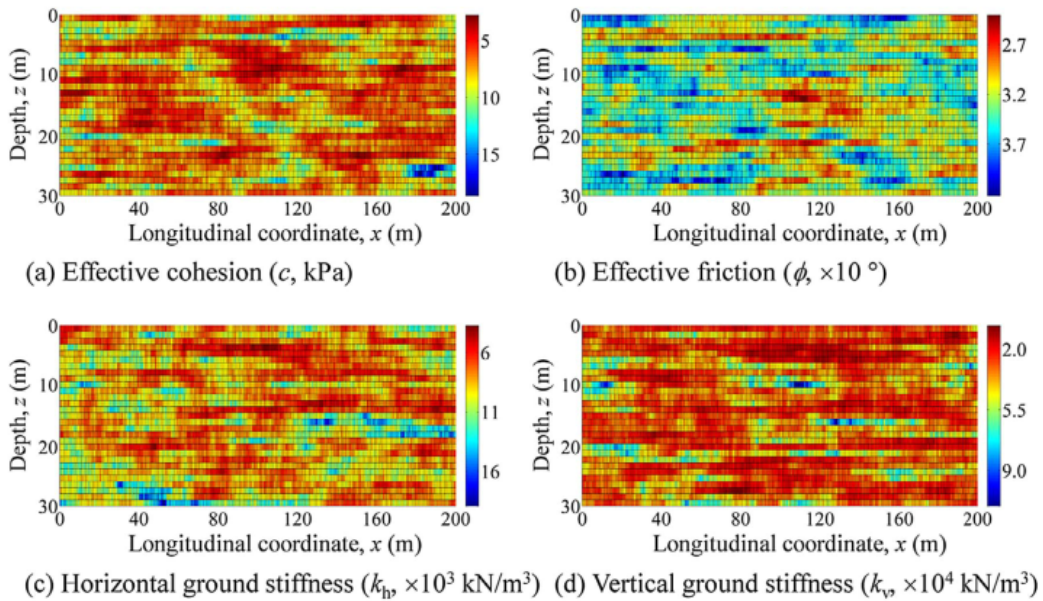 0
10
20
30
Depth, z (m)
0 40 80 120 160 200
Longitudinal coordinate, x (m)
5
10
15
(a) Effective cohesion (c, kPa)
0
10
20
30
Depth, z (m)
0 40 80 120 160 200
Longitudinal coordinate, x (m)
2.7
3.2
3.7
(b) Effective friction (ϕ, ×10 °)
0
10
20
30
Depth, z (m)
0 40 80 120 160 200
Longitudinal coordinate, x (m)
6
11
16
(c) Horizontal ground stiffness (kₕ, ×10³ kN/m³)
0
10
20
30
Depth, z (m)
0 40 80 120 160 200
Longitudinal coordinate, x (m)
2.0
5.5
9.0
(d) Vertical ground stiffness (kᵥ, ×10⁴ kN/m³)